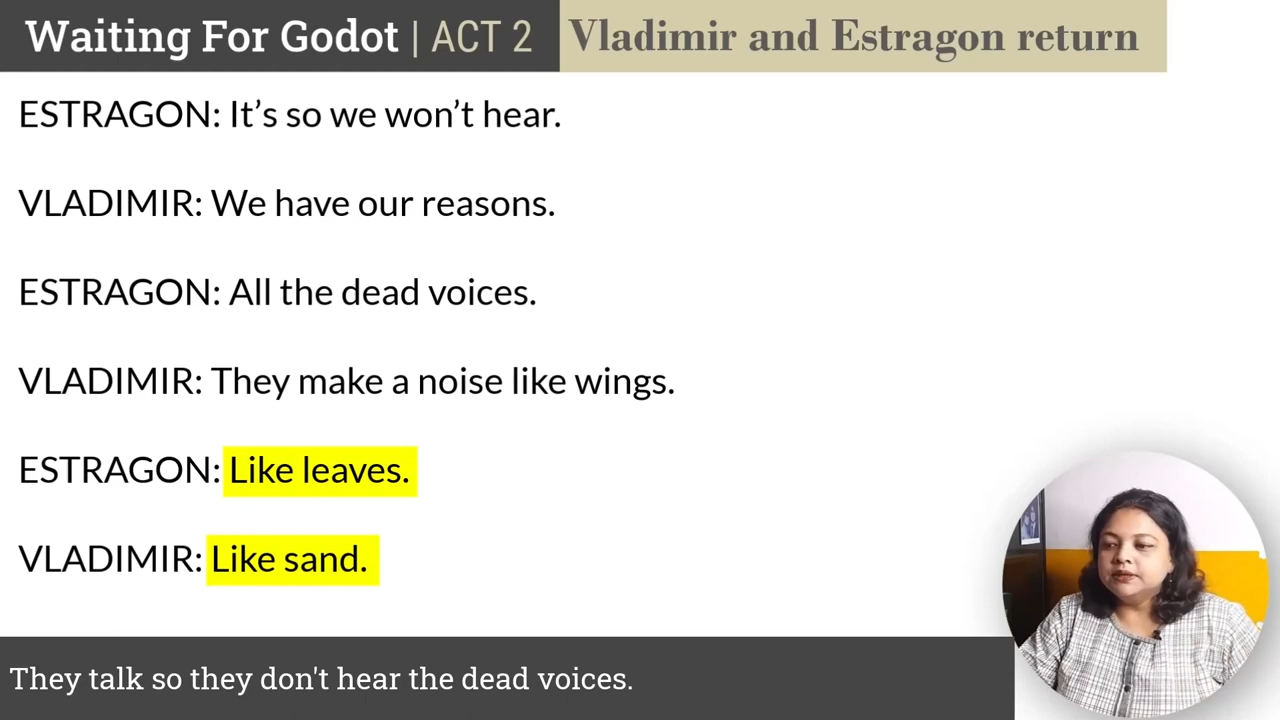 Waiting For Godot | ACT 2 Vladimir and Estragon return
ESTRAGON: It’s so we won’t hear.
VLADIMIR: We have our reasons.
ESTRAGON: All the dead voices.
VLADIMIR: They make a noise like wings.
ESTRAGON: Like leaves.
VLADIMIR: Like sand.
They talk so they don't hear the dead voices.